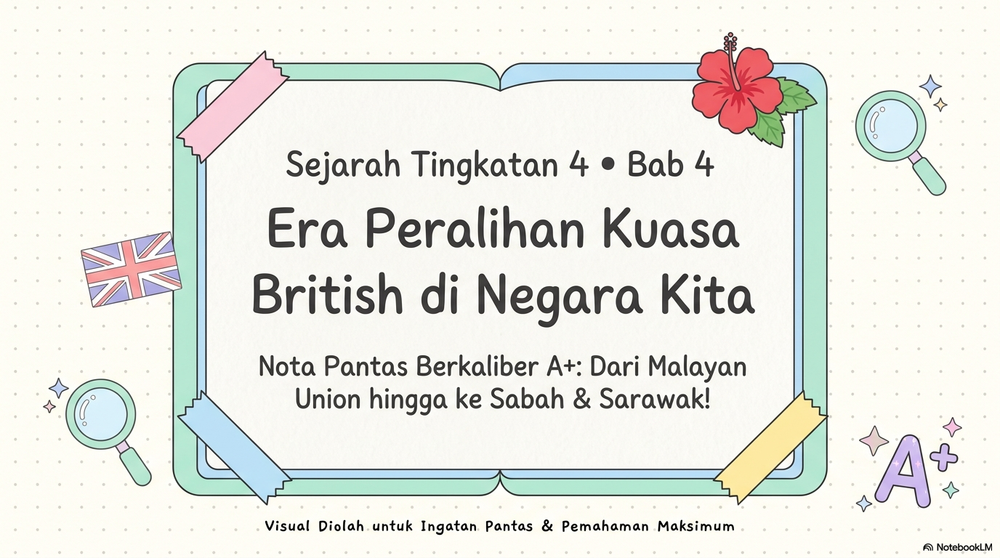 Sejarah Tingkatan 4 • Bab 4
Era Peralihan Kuasa
British di Negara Kita
Nota Pantas Berkaliber A+: Dari Malayan
Union hingga ke Sabah & Sarawak!
A+
Visual Diolah untuk Ingatan Pantas & Pemahaman Maksimum
NotebookLM